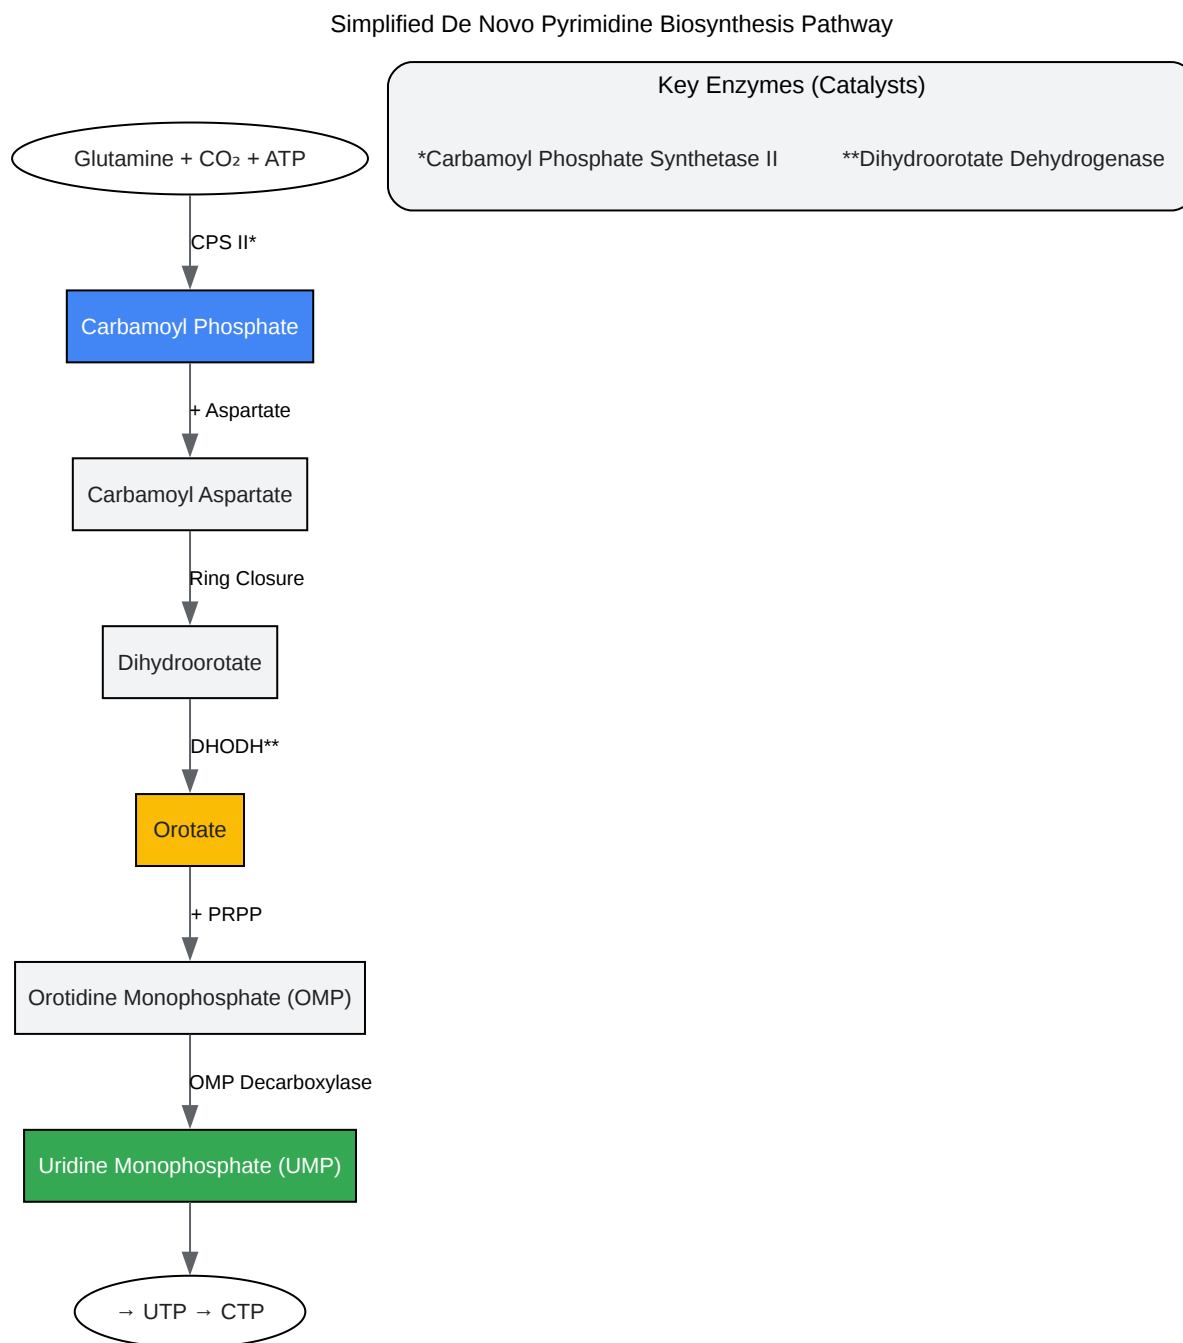 Simplified De Novo Pyrimidine Biosynthesis Pathway
Key Enzymes (Catalysts)
*Carbamoyl Phosphate Synthetase II
**Dihydroorotate Dehydrogenase
Glutamine + CO₂ + ATP
CPS II*
Carbamoyl Phosphate
+ Aspartate
Carbamoyl Aspartate
Ring Closure
Dihydroorotate
DHODH**
Orotate
+ PRPP
Orotidine Monophosphate (OMP)
OMP Decarboxylase
Uridine Monophosphate (UMP)
→ UTP → CTP